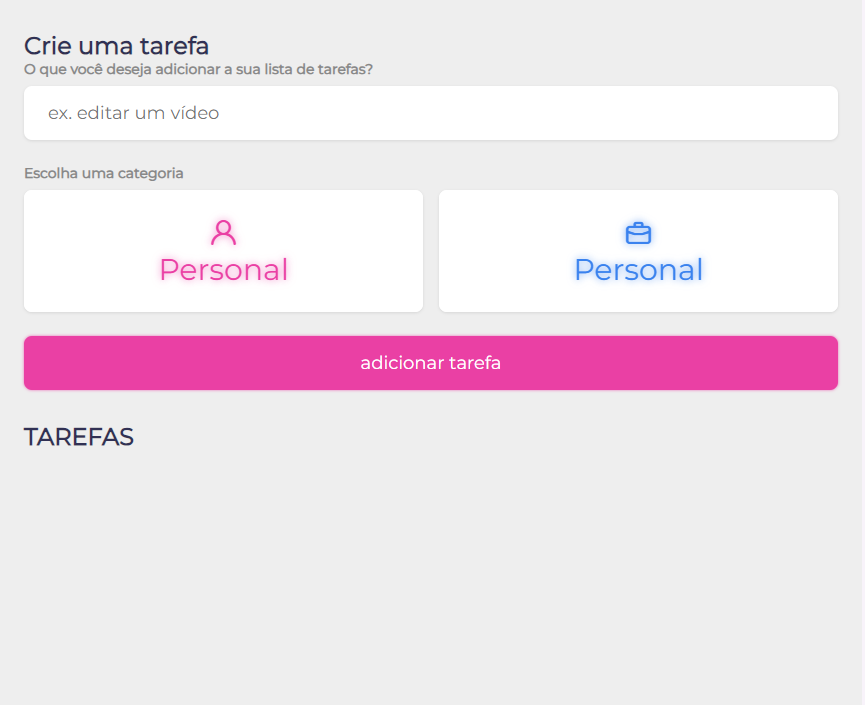 Crie uma tarefa
O que você deseja adicionar a sua lista de tarefas?
ex. editar um vídeo
Escolha uma categoria
Personal
Personal
adicionar tarefa
TAREFAS